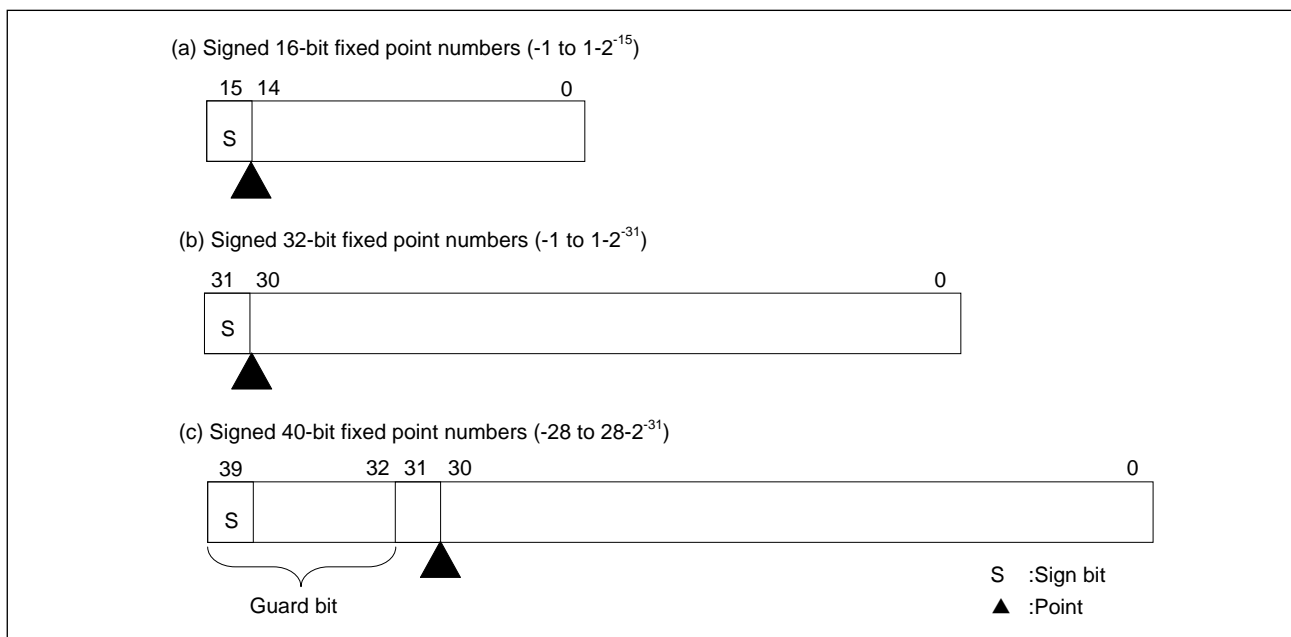 (a) Signed 16-bit fixed point numbers (-1 to 1-2⁻¹⁵)
15 14 0
S
(b) Signed 32-bit fixed point numbers (-1 to 1-2⁻³¹)
31 30 0
S
(c) Signed 40-bit fixed point numbers (-28 to 28-2⁻³¹)
39 32 31 30 0
S
Guard bit
S :Sign bit
▲ :Point